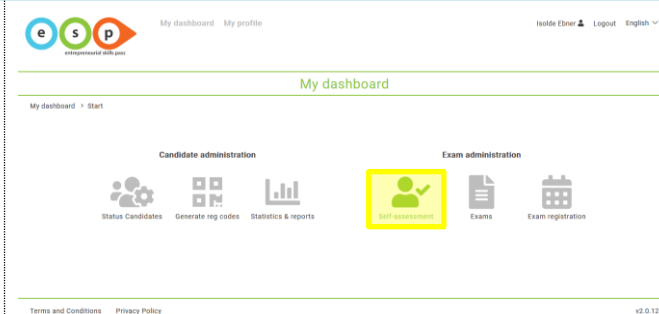 My dashboard My profile
Isolde Ebner Logout English
esp
entrepreneurial skills pass
My dashboard
My dashboard > Start
Candidate administration
Exam administration
Status Candidates Generate reg codes Statistics & reports
Self-assessment Exams Exam registration
Terms and Conditions Privacy Policy
v2.0.12